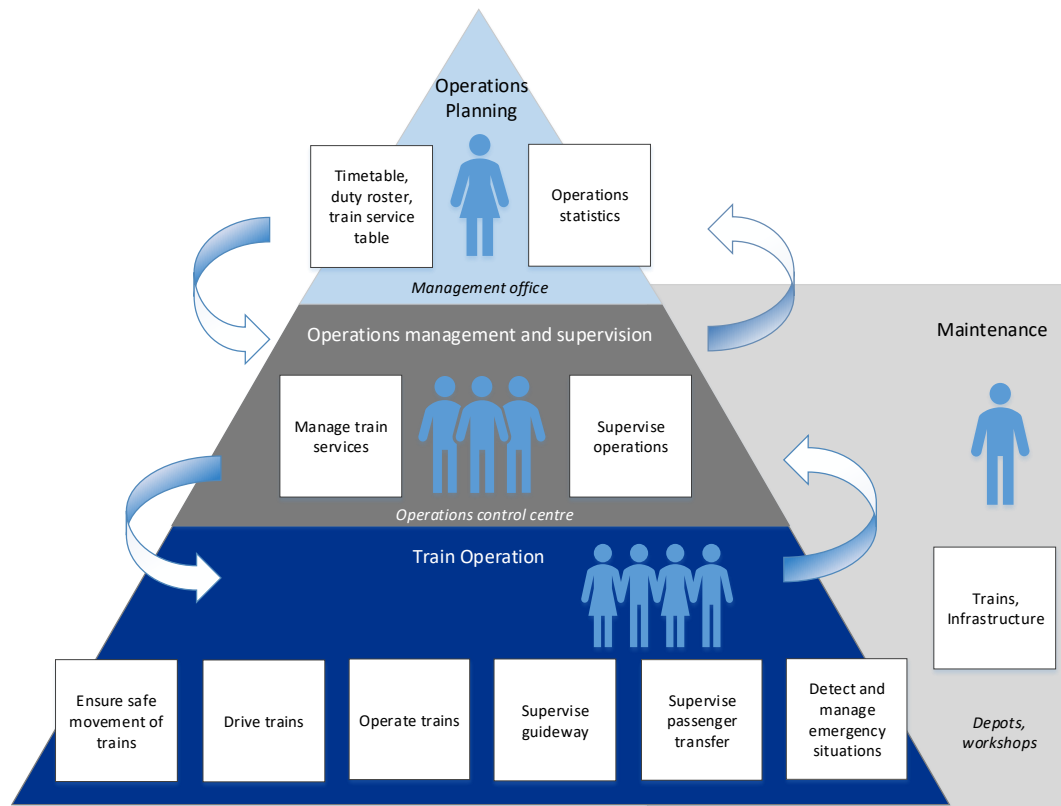 Operations
Planning
Timetable,
duty roster,
train service
table
Operations
statistics
Management office
Operations management and supervision
Manage train
services
Supervise
operations
Operations control centre
Train Operation
Ensure safe
movement of
trains
Drive trains
Operate trains
Supervise
guideway
Supervise
passenger
transfer
Detect and
manage
emergency
situations
Maintenance
Trains,
Infrastructure
Depots,
workshops